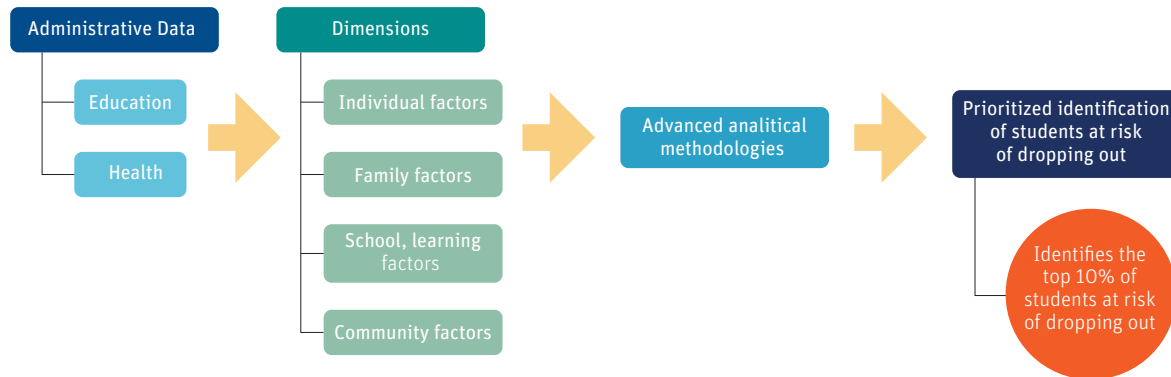 Administrative Data
Education
Health
Dimensions
Individual factors
Family factors
School, learning
factors
Community factors
Advanced analitical
methodologies
Prioritized identification
of students at risk
of dropping out
Identifies the
top 10% of
students at risk
of dropping out